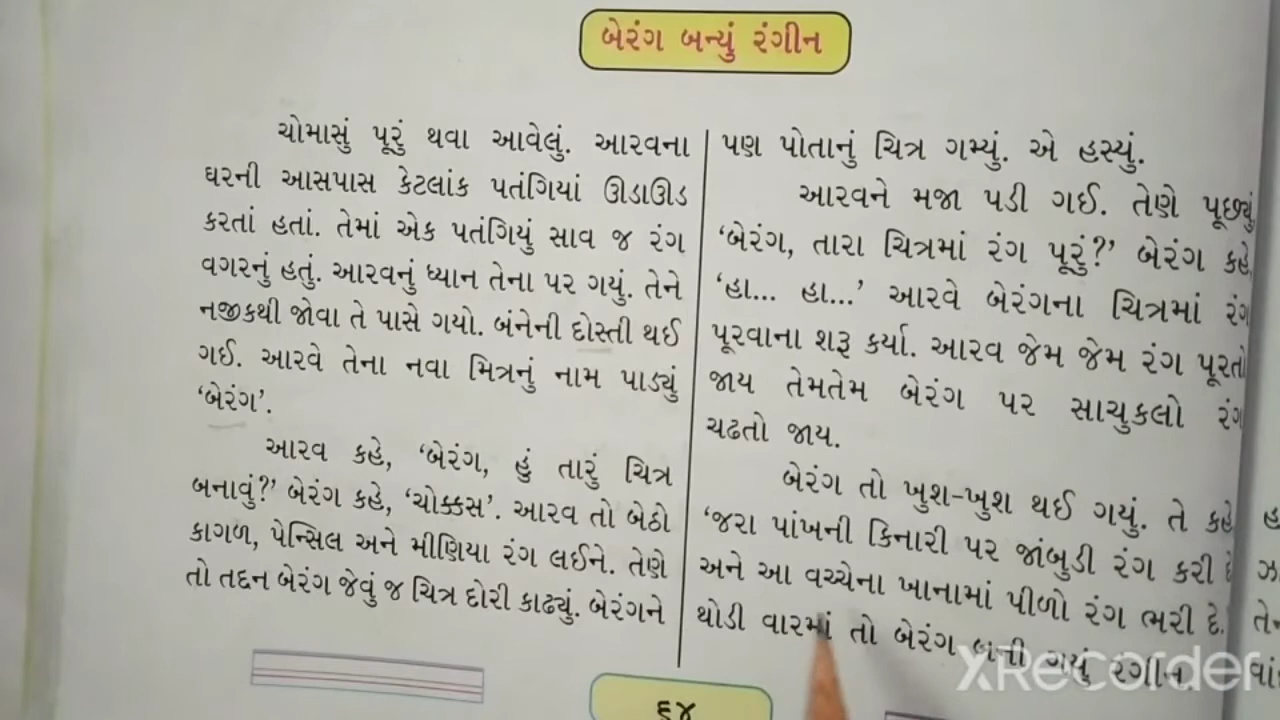 બેરંગ બન્યું રંગીન
ચોમાસું પૂરું થવા આવેલું. આરવના
ઘરની આસપાસ કેટલાંક પતંગિયાં ઊડાઊડ
કરતાં હતાં. તેમાં એક પતંગિયું સાવ જ રંગ
વગરનું હતું. આરવનું ધ્યાન તેના પર ગયું. તેને
નજીકથી જોવા તે પાસે ગયો. બંનેની દોસ્તી થઈ
ગઈ. આરવે તેના નવા મિત્રનું નામ પાડ્યું
‘બેરંગ’.
આરવ કહે, ‘બેરંગ, હું તારું ચિત્ર
બનાવું?’ બેરંગ કહે, ‘ચોક્કસ’. આરવ તો બેઠો
કાગળ, પેન્સિલ અને મીણિયા રંગ લઈને. તેણે
તો તદ્દન બેરંગ જેવું જ ચિત્ર દોરી કાઢ્યું. બેરંગને
પણ પોતાનું ચિત્ર ગમ્યું. એ હસ્યું.
આરવને મજા પડી ગઈ. તેણે પૂછ્યું,
‘બેરંગ, તારા ચિત્રમાં રંગ પૂરું?’ બેરંગ કહે,
‘હા... હા...’ આરવે બેરંગના ચિત્રમાં રંગ
પૂરવાના શરૂ કર્યા. આરવ જેમ જેમ રંગ પૂરતો
જાય તેમતેમ બેરંગ પર સાચુકલો રંગ
ચઢતો જાય.
બેરંગ તો ખુશ-ખુશ થઈ ગયું. તે કહે
‘જરા પાંખની કિનારી પર જાંબુડી રંગ કરી દે
અને આ વચ્ચેના ખાનામાં પીળો રંગ ભરી દે.
થોડી વારમાં તો બેરંગ બની ગયું રંગીન
૬૪
XRecorder